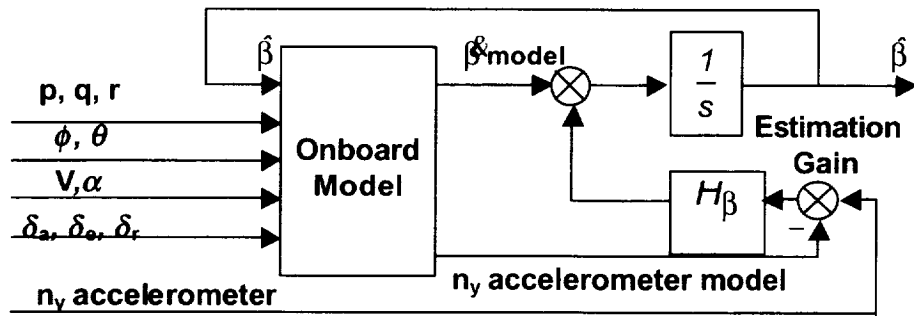 β̂
β&model
1
s
β̂
p, q, r
ϕ, θ
V,α
δa, δe, δr
Onboard
Model
Estimation
Gain
Hβ
−
ny accelerometer model
ny accelerometer